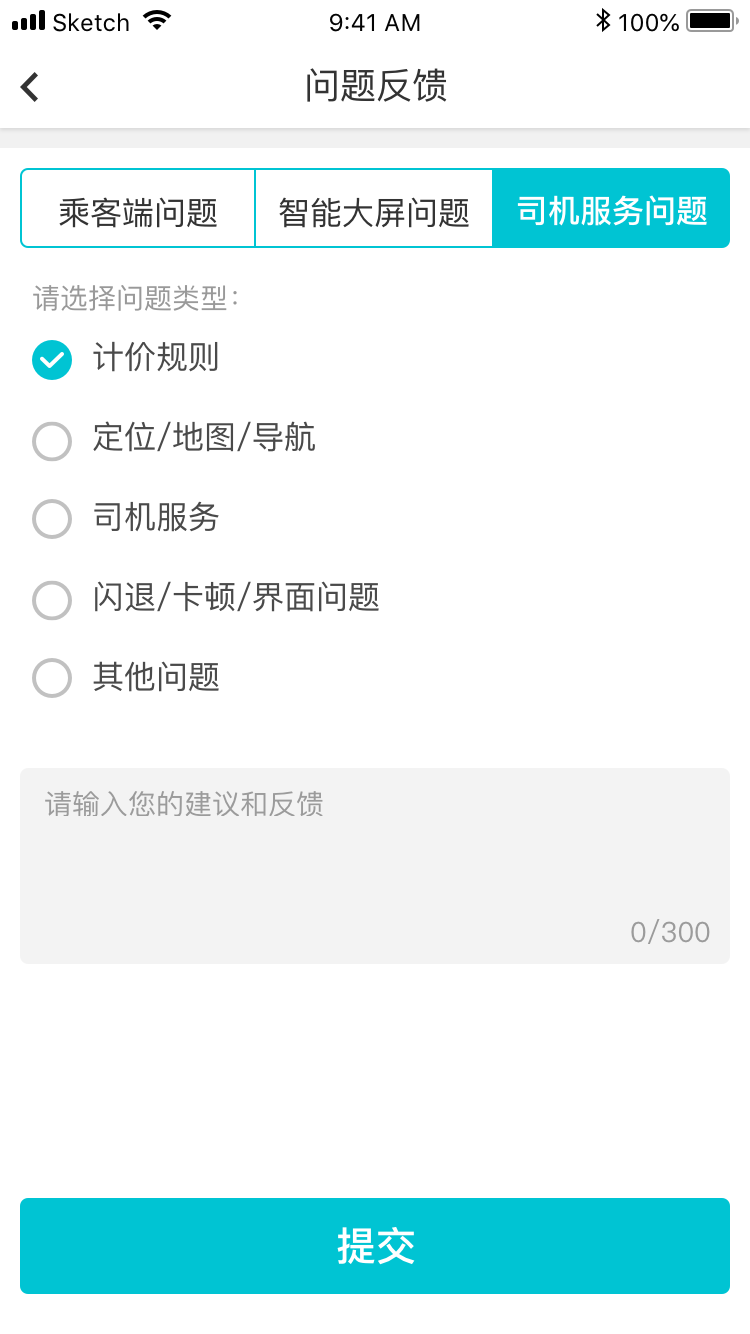 Sketch 9:41 AM 100%
问题反馈
乘客端问题 智能大屏问题 司机服务问题
请选择问题类型：
计价规则
定位/地图/导航
司机服务
闪退/卡顿/界面问题
其他问题
请输入您的建议和反馈
0/300
提交